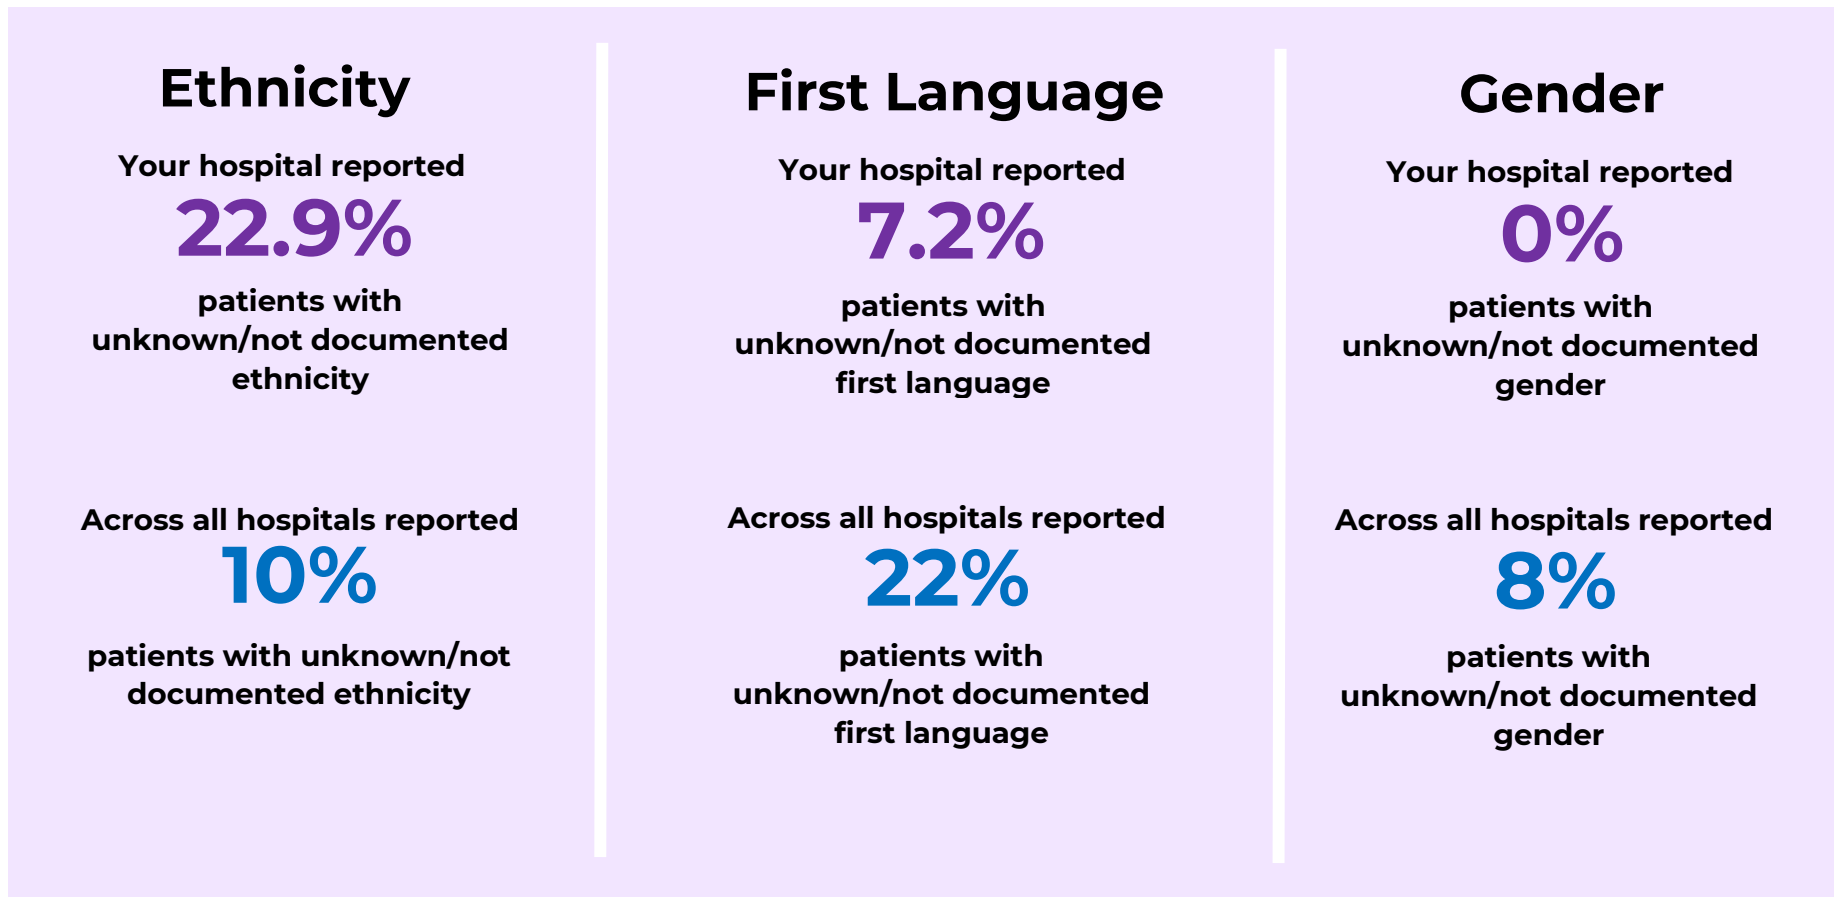 Ethnicity
Your hospital reported
22.9%
patients with
unknown/not documented
ethnicity
Across all hospitals reported
10%
patients with unknown/not
documented ethnicity
First Language
Your hospital reported
7.2%
patients with
unknown/not documented
first language
Across all hospitals reported
22%
patients with
unknown/not documented
first language
Gender
Your hospital reported
0%
patients with
unknown/not documented
gender
Across all hospitals reported
8%
patients with
unknown/not documented
gender